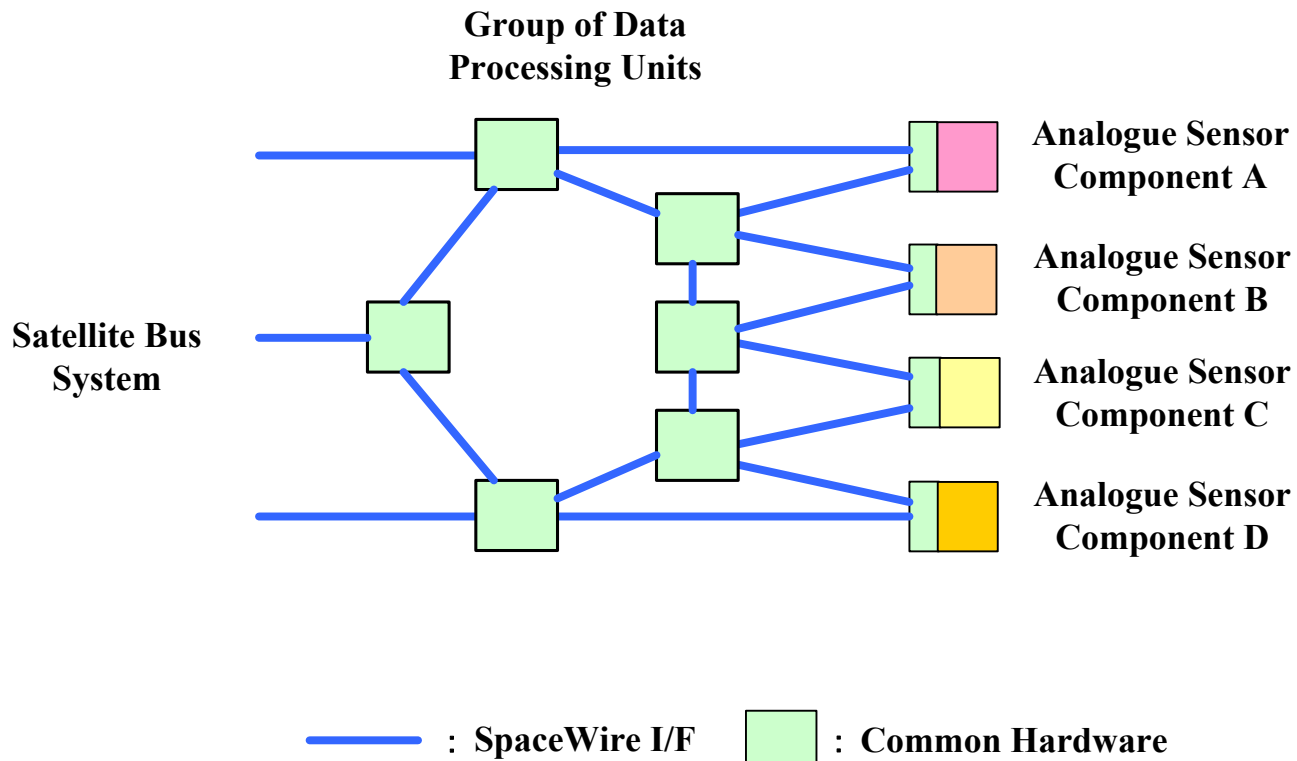 Group of Data
Processing Units
Analogue Sensor
Component A
Analogue Sensor
Component B
Satellite Bus
System
Analogue Sensor
Component C
Analogue Sensor
Component D
: SpaceWire I/F
: Common Hardware